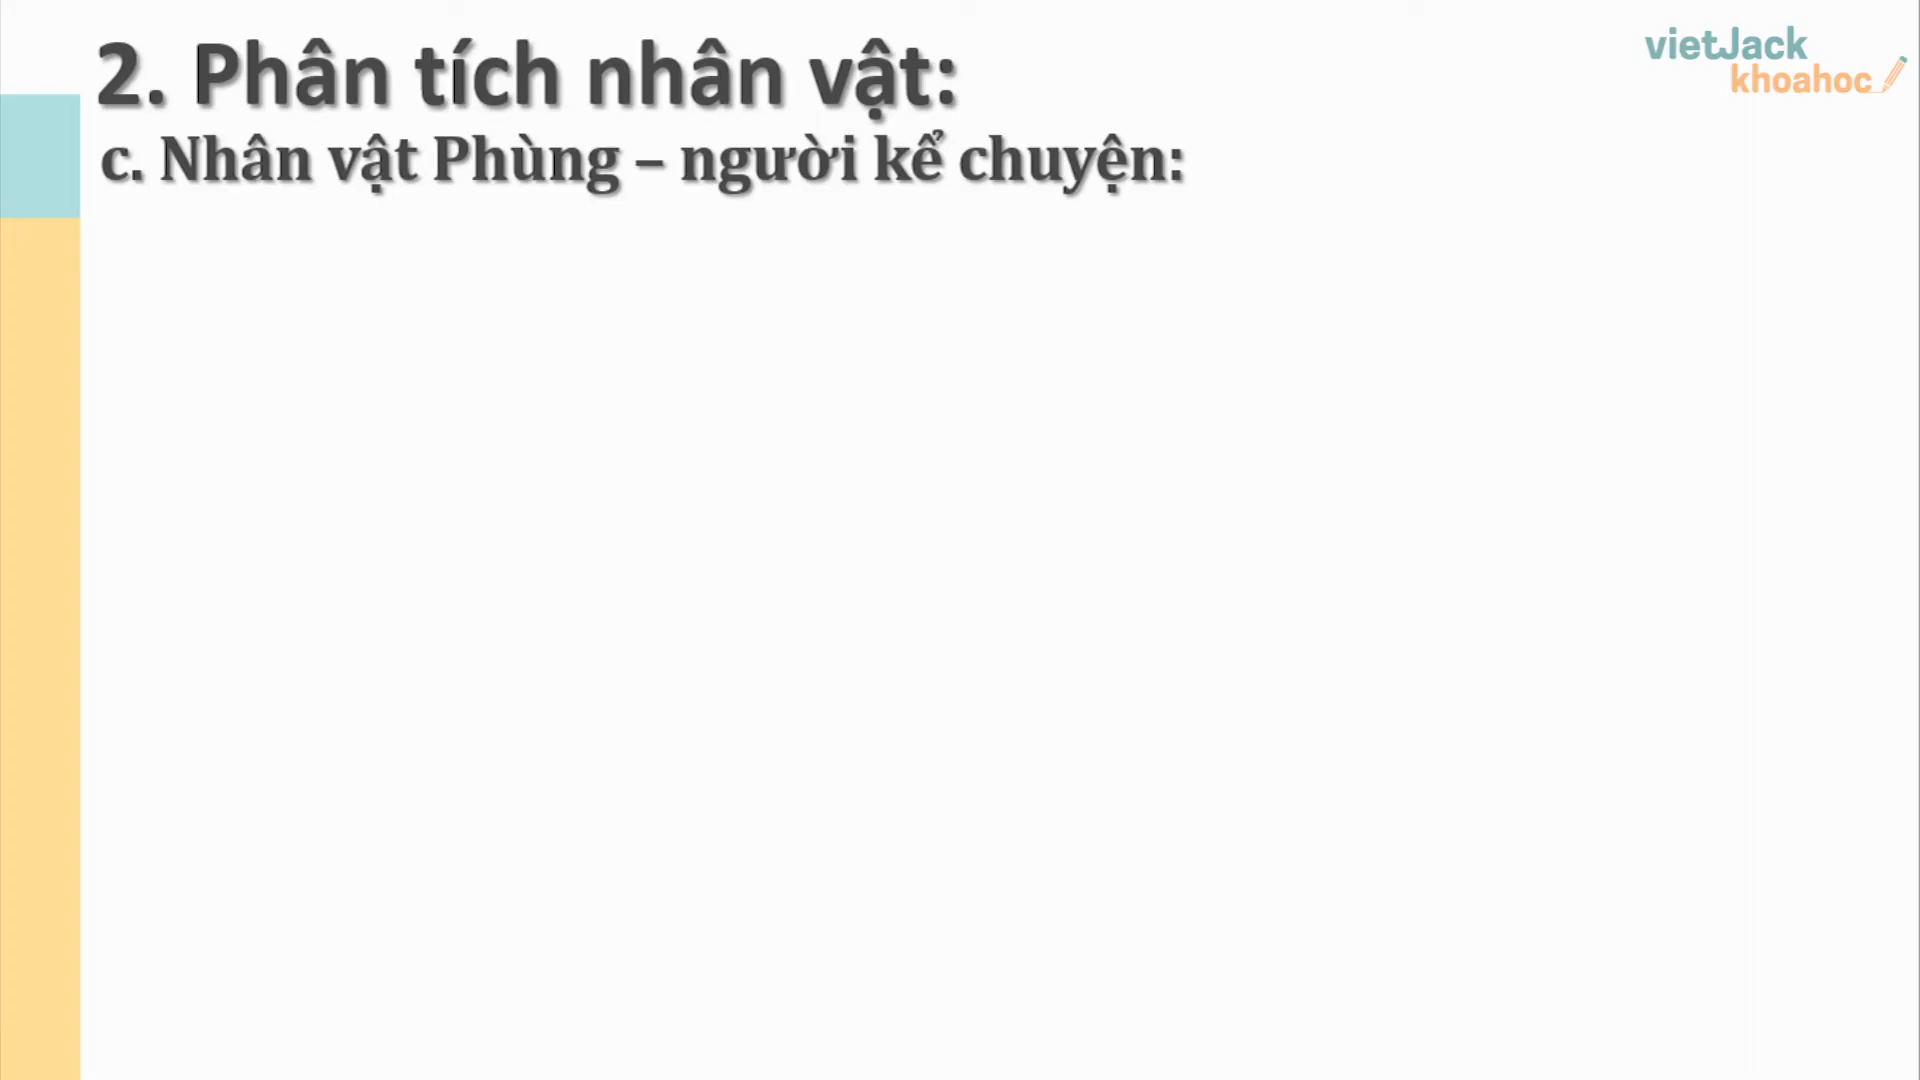 2. Phân tích nhân vật:
c. Nhân vật Phùng – người kể chuyện:
vietJack
khoahoc